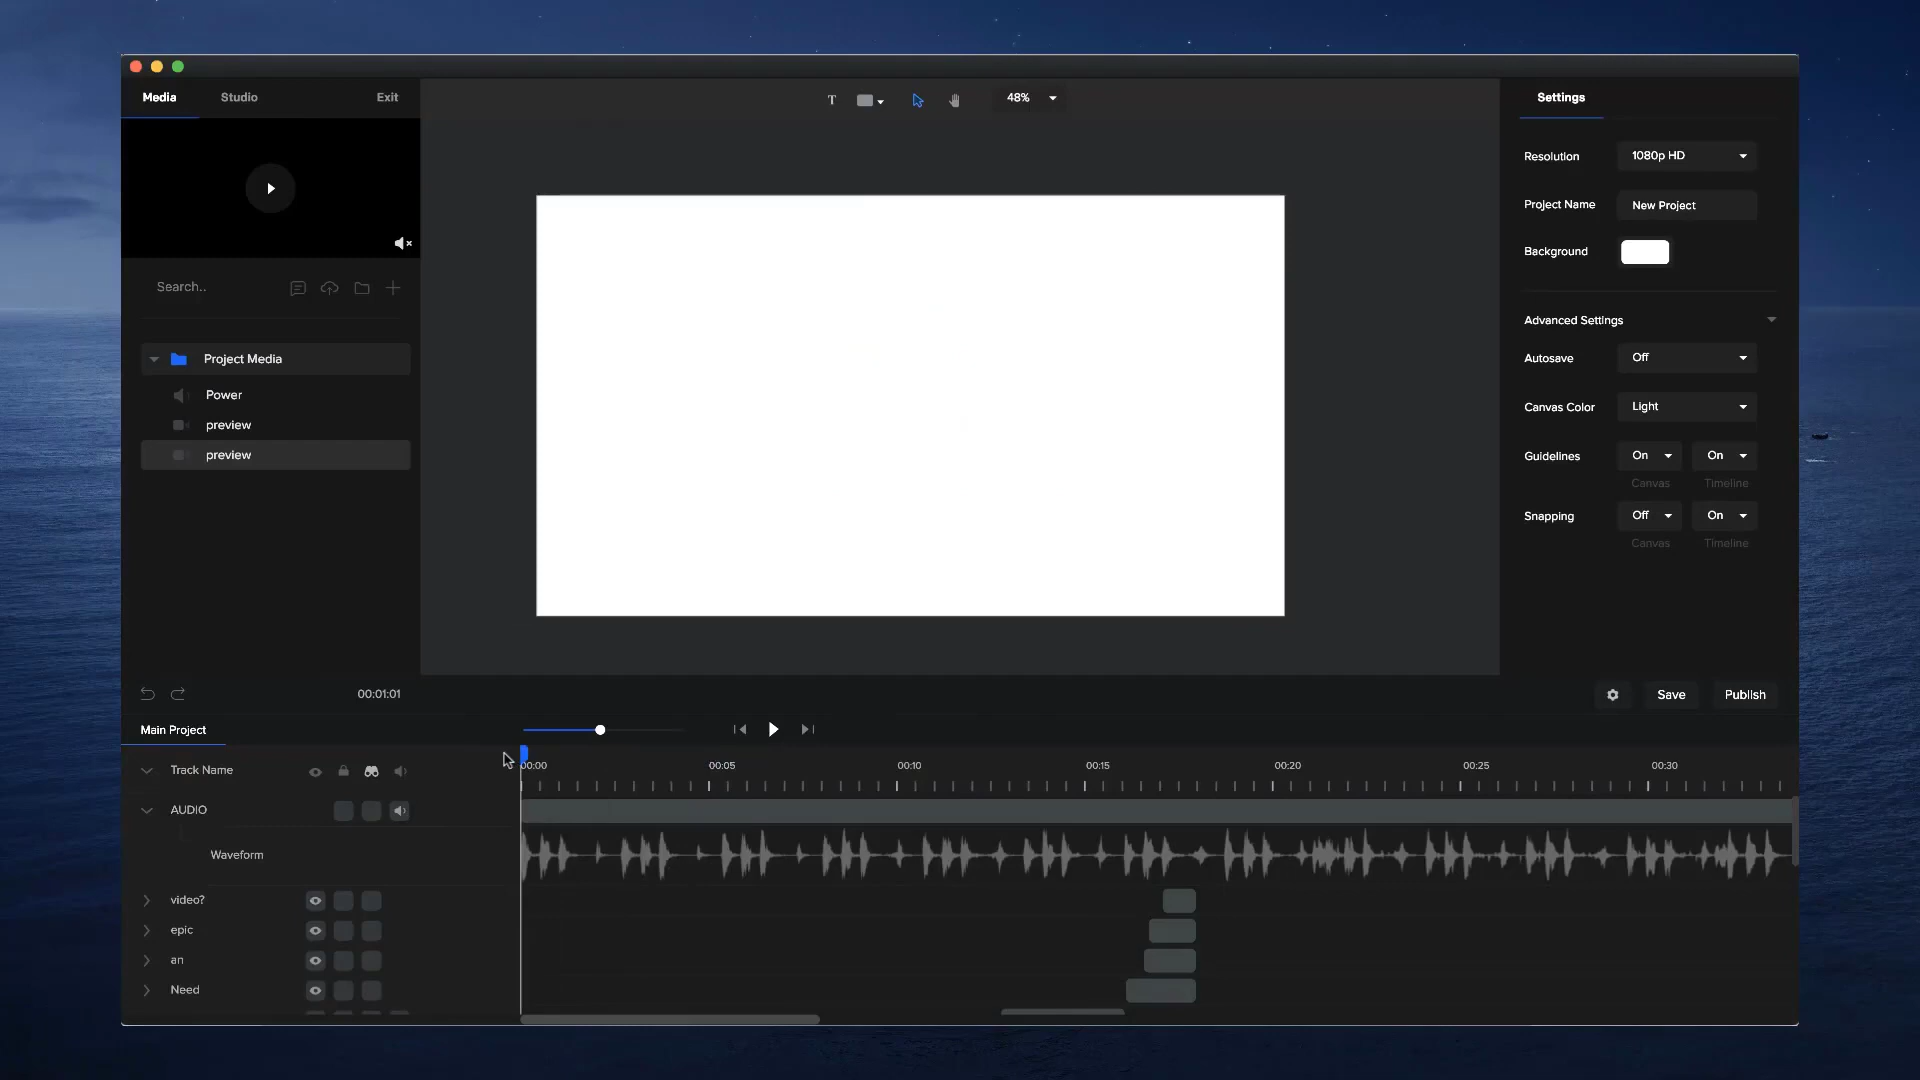 Media
Studio
Exit
T
48%
Settings
Resolution
1080p HD
Project Name
New Project
Background
Search..
Advanced Settings
Project Media
Autosave
Off
Power
Canvas Color
Light
preview
preview
Guidelines
On
On
Canvas
Timeline
Snapping
Off
On
Canvas
Timeline
00:01:01
Save
Publish
Main Project
Track Name
00:00
00:05
00:10
00:15
00:20
00:25
00:30
AUDIO
Waveform
video?
epic
an
Need